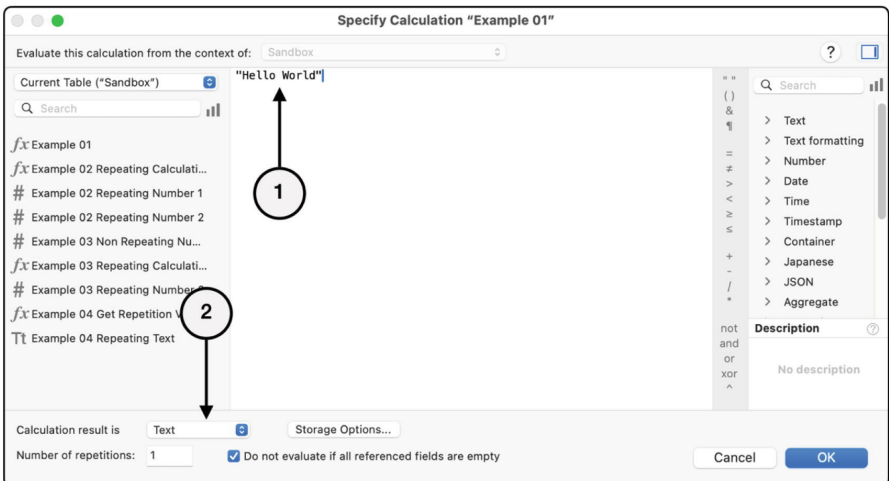 Specify Calculation “Example 01”
Evaluate this calculation from the context of: Sandbox
?
Current Table (“Sandbox”)
Search
fx Example 01
fx Example 02 Repeating Calculati...
# Example 02 Repeating Number 1
# Example 02 Repeating Number 2
# Example 03 Non Repeating Nu...
fx Example 03 Repeating Calculati...
# Example 03 Repeating Number
fx Example 04 Get Repetition V
Tt Example 04 Repeating Text
"Hello World"
1
2
" "
( )
&
¶
=
≠
>
<
≥
≤
+
-
/
*
not
and
or
xor
^
Search
> Text
> Text formatting
> Number
> Date
> Time
> Timestamp
> Container
> Japanese
> JSON
> Aggregate
Description ?
No description
Calculation result is Text Storage Options...
Number of repetitions: 1 Do not evaluate if all referenced fields are empty
Cancel OK